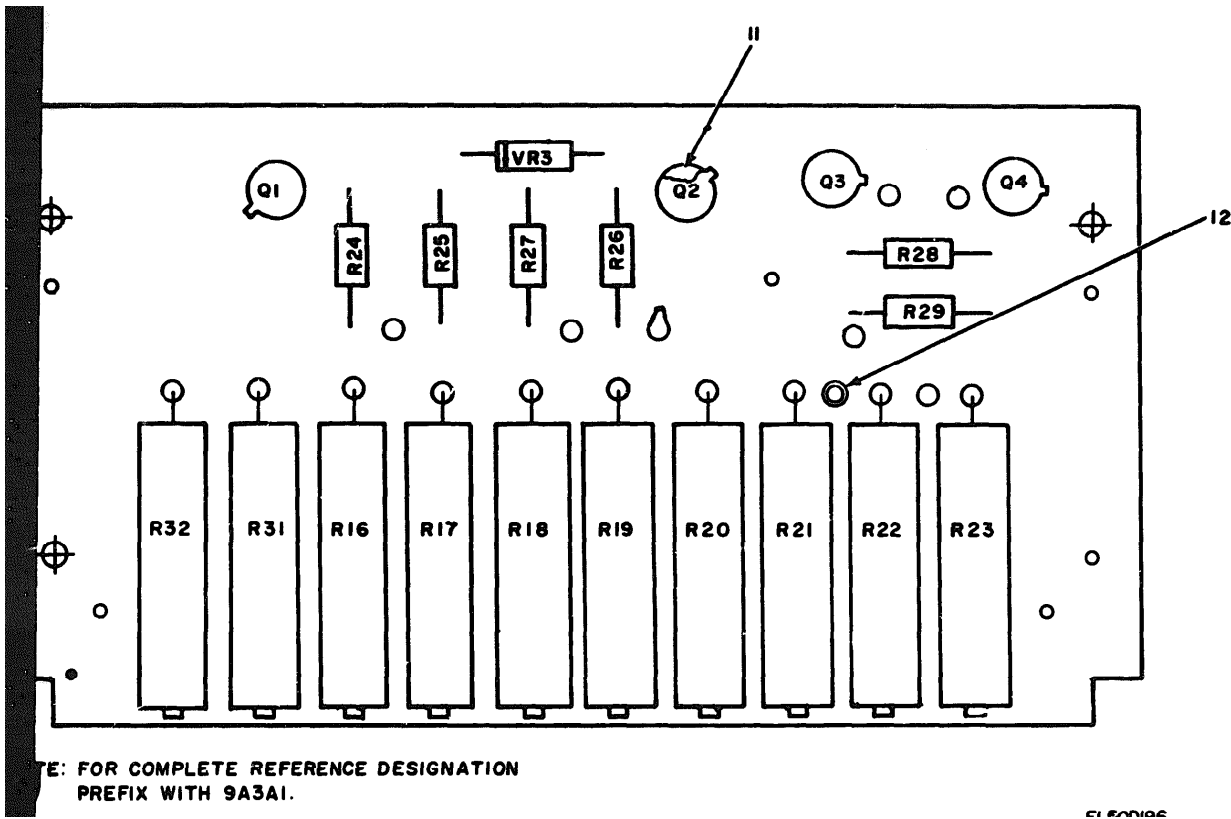 11
VR3
Q1
Q2
Q3
Q4
12
R24
R25
R27
R26
R28
R29
R32
R31
R16
R17
R18
R19
R20
R21
R22
R23
TE: FOR COMPLETE REFERENCE DESIGNATION
PREFIX WITH 9A3A1.